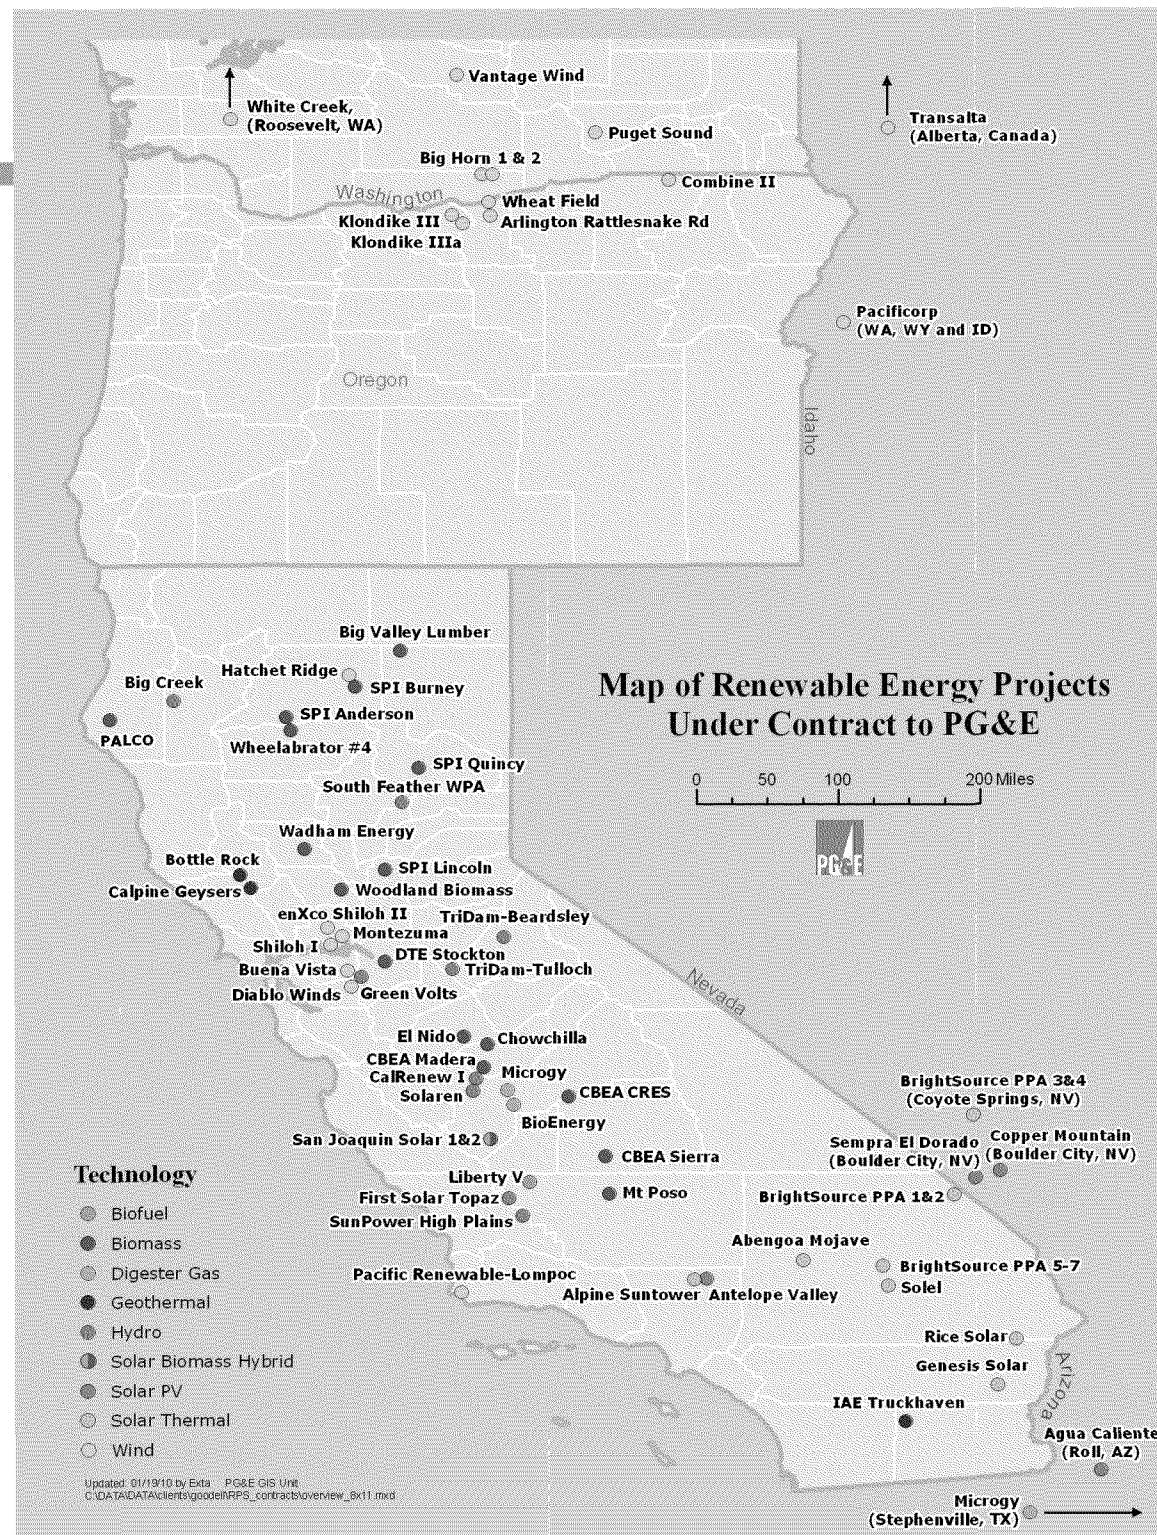 Vantage Wind
White Creek,
(Roosevelt, WA)
Transalta
(Alberta, Canada)
Puget Sound
Big Horn 1 & 2
Combine II
Washington
Wheat Field
Klondike III
Arlington Rattlesnake Rd
Klondike IIIa
Pacificorp
(WA, WY and ID)
Oregon
Idaho
Big Valley Lumber
Hatchet Ridge
Big Creek
SPI Burney
Map of Renewable Energy Projects
Under Contract to PG&E
SPI Anderson
PALCO
Wheelabrator #4
SPI Quincy
0 50 100 200 Miles
South Feather WPA
Wadham Energy
PG&E
Bottle Rock
SPI Lincoln
Calpine Geysers
Woodland Biomass
enXco Shiloh II
TriDam-Beardsley
Montezuma
Shiloh I
DTE Stockton
Buena Vista
TriDam-Tulloch
Diablo Winds
Green Volts
Nevada
El Nido
Chowchilla
CBEA Madera
CalRenew I
Microgy
Solaren
CBEA CRES
BioEnergy
BrightSource PPA 3&4
(Coyote Springs, NV)
San Joaquin Solar 1&2
Sempra El Dorado
(Boulder City, NV)
Copper Mountain
(Boulder City, NV)
CBEA Sierra
Liberty V
Mt Poso
First Solar Topaz
BrightSource PPA 1&2
SunPower High Plains
Abengoa Mojave
BrightSource PPA 5-7
Pacific Renewable-Lompoc
Solel
Alpine Suntower
Antelope Valley
Rice Solar
Genesis Solar
Arizona
IAE Truckhaven
Agua Caliente
(Roll, AZ)
Microgy
(Stephenville, TX)
Technology
Biofuel
Biomass
Digester Gas
Geothermal
Hydro
Solar Biomass Hybrid
Solar PV
Solar Thermal
Wind
Updated: 01/19/10 by Exta PG&E GIS Unit
C:\DATA\DATA\clients\goodell\RPS_contracts\overview_8x11.mxd